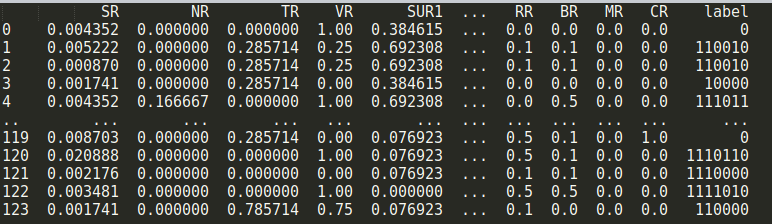 SR NR TR VR SUR1 ... RR BR MR CR label
0 0.004352 0.000000 0.000000 1.00 0.384615 ... 0.0 0.0 0.0 0.0 0
1 0.005222 0.000000 0.285714 0.25 0.692308 ... 0.1 0.1 0.0 0.0 110010
2 0.000870 0.000000 0.285714 0.25 0.692308 ... 0.1 0.1 0.0 0.0 110010
3 0.001741 0.000000 0.285714 0.00 0.384615 ... 0.0 0.0 0.0 0.0 10000
4 0.004352 0.166667 0.000000 1.00 0.692308 ... 0.0 0.5 0.0 0.0 111011
.. ... ... ... ... ... ... ... ... ... ... ...
119 0.008703 0.000000 0.285714 0.00 0.076923 ... 0.5 0.1 0.0 1.0 0
120 0.020888 0.000000 0.000000 1.00 0.076923 ... 0.5 0.1 0.0 0.0 1110110
121 0.002176 0.000000 0.000000 0.00 0.076923 ... 0.1 0.1 0.0 0.0 1110000
122 0.003481 0.000000 0.000000 1.00 0.000000 ... 0.5 0.5 0.0 0.0 1111010
123 0.001741 0.000000 0.785714 0.75 0.076923 ... 0.1 0.0 0.0 0.0 110000